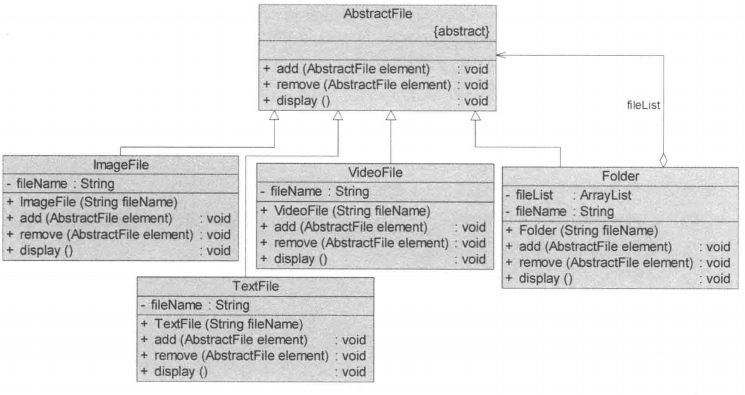 AbstractFile
{abstract}
+ add (AbstractFile element) : void
+ remove (AbstractFile element) : void
+ display () : void
fileList
ImageFile
- fileName : String
+ ImageFile (String fileName)
+ add (AbstractFile element) : void
+ remove (AbstractFile element) : void
+ display () : void
VideoFile
- fileName : String
+ VideoFile (String fileName)
+ add (AbstractFile element) : void
+ remove (AbstractFile element) : void
+ display () : void
Folder
- fileList : ArrayList
- fileName : String
+ Folder (String fileName)
+ add (AbstractFile element) : void
+ remove (AbstractFile element) : void
+ display () : void
TextFile
- fileName : String
+ TextFile (String fileName)
+ add (AbstractFile element) : void
+ remove (AbstractFile element) : void
+ display () : void